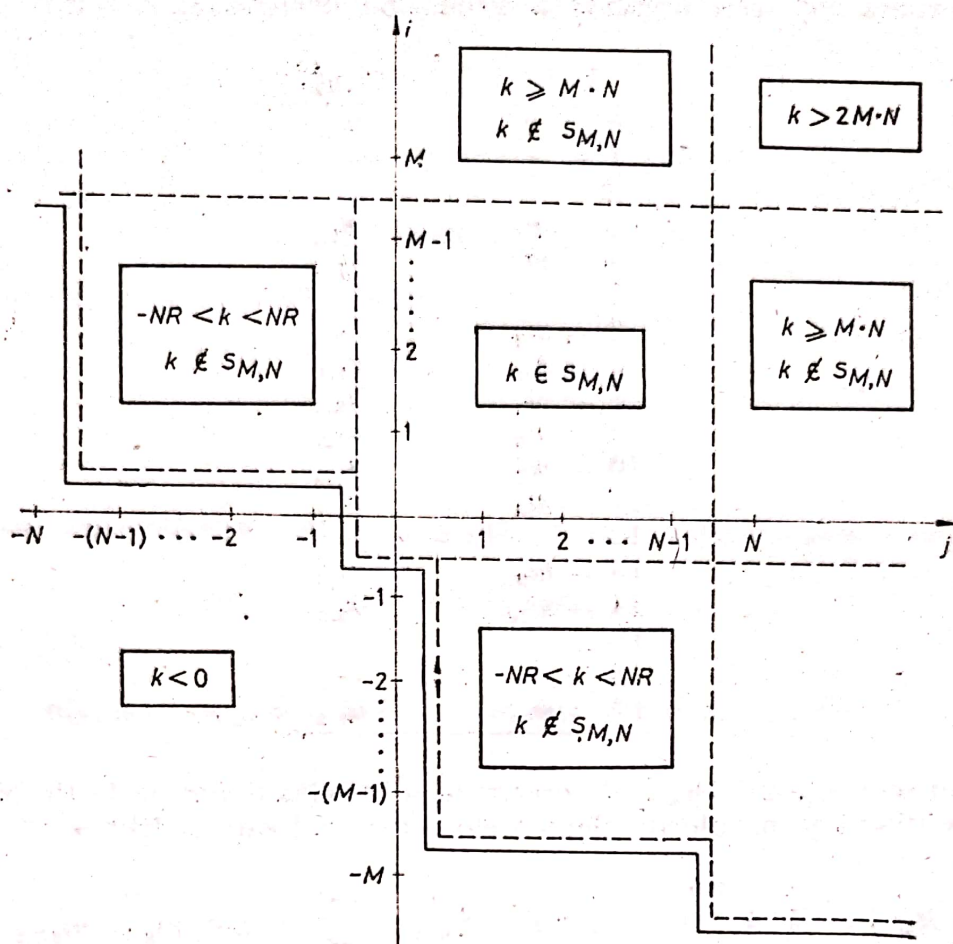 i
k ⩾ M · N
k ∉ S_{M,N}
k > 2M·N
M
M-1
-NR < k < NR
k ∉ S_{M,N}
2
k ∈ S_{M,N}
k ⩾ M·N
k ∉ S_{M,N}
1
-N -(N-1) ··· -2 -1 1 2 ··· N-1 N j
-1
k < 0
-2
-NR < k < NR
k ∉ S_{M,N}
-(M-1)
-M